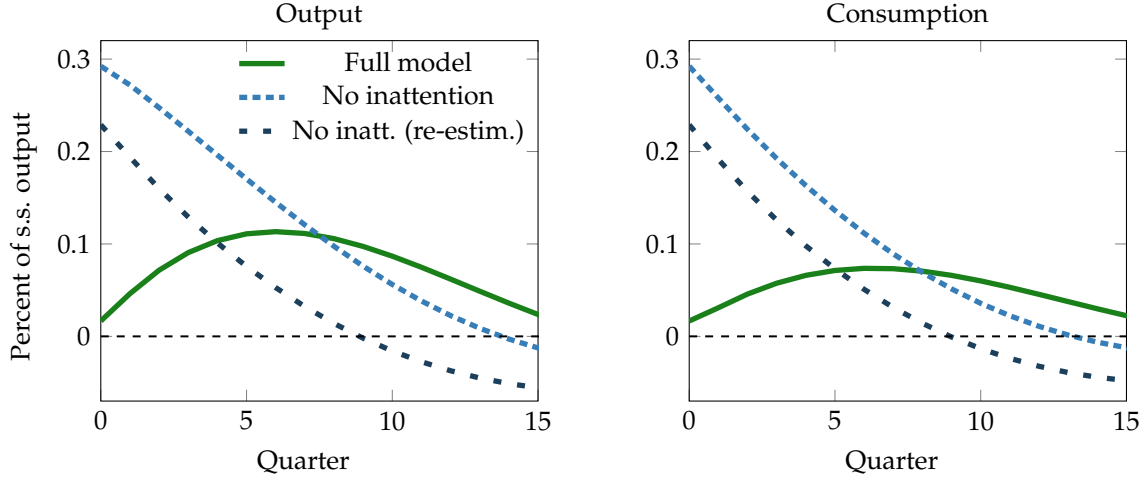 Output
Percent of s.s. output
0.3
0.2
0.1
0
Full model
No inattention
No inatt. (re-estim.)
0
5
10
15
Quarter
Consumption
0.3
0.2
0.1
0
0
5
10
15
Quarter